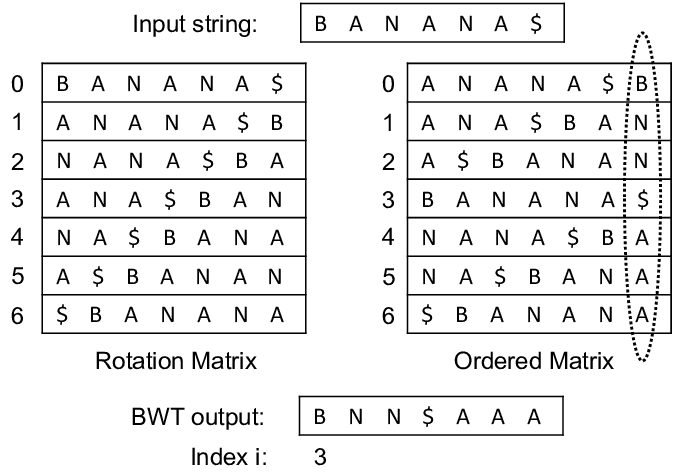 Input string: B A N A N A $
0 B A N A N A $
1 A N A N A $ B
2 N A N A $ B A
3 A N A $ B A N
4 N A $ B A N A
5 A $ B A N A N
6 $ B A N A N A
Rotation Matrix
0 A N A N A $ B
1 A N A $ B A N
2 A $ B A N A N
3 B A N A N A $
4 N A N A $ B A
5 N A $ B A N A
6 $ B A N A N A
Ordered Matrix
BWT output: B N N $ A A A
Index i: 3